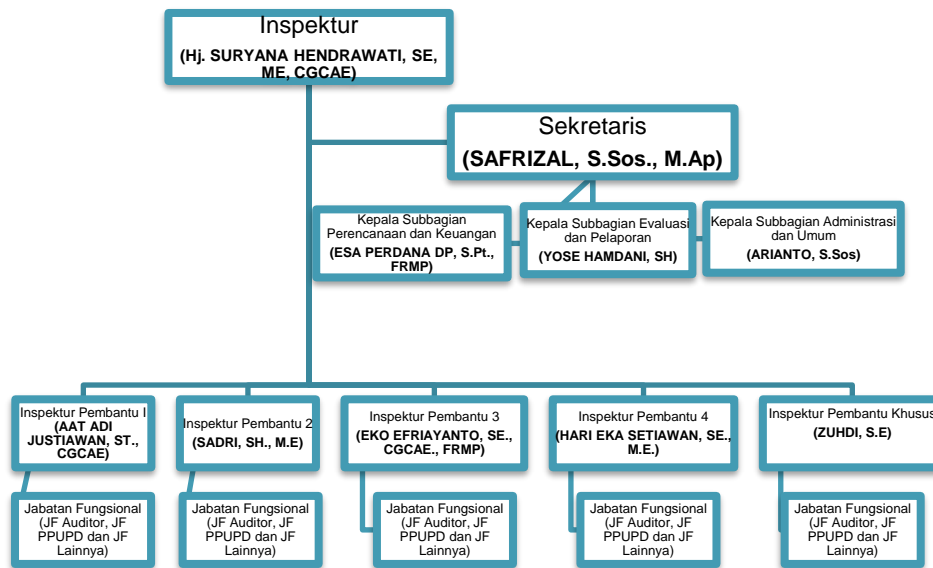 Inspektur
(Hj. SURYANA HENDRAWATI, SE,
ME, CGCAE)
Sekretaris
(SAFRIZAL, S.Sos., M.Ap)
Kepala Subbagian
Perencanaan dan Keuangan
(ESA PERDANA DP, S.Pt.,
FRMP)
Kepala Subbagian Evaluasi
dan Pelaporan
(YOSE HAMDANI, SH)
Kepala Subbagian Administrasi
dan Umum
(ARIANTO, S.Sos)
Inspektur Pembantu I
(AAT ADI
JUSTIAWAN, ST.,
CGCAE)
Inspektur Pembantu 2
(SADRI, SH., M.E)
Inspektur Pembantu 3
(EKO EFRIAYANTO, SE.,
CGCAE., FRMP)
Inspektur Pembantu 4
(HARI EKA SETIAWAN, SE.,
M.E.)
Inspektur Pembantu Khusus
(ZUHDI, S.E)
Jabatan Fungsional
(JF Auditor, JF
PPUPD dan JF
Lainnya)
Jabatan Fungsional
(JF Auditor, JF
PPUPD dan JF
Lainnya)
Jabatan Fungsional
(JF Auditor, JF
PPUPD dan JF
Lainnya)
Jabatan Fungsional
(JF Auditor, JF
PPUPD dan JF
Lainnya)
Jabatan Fungsional
(JF Auditor, JF
PPUPD dan JF
Lainnya)